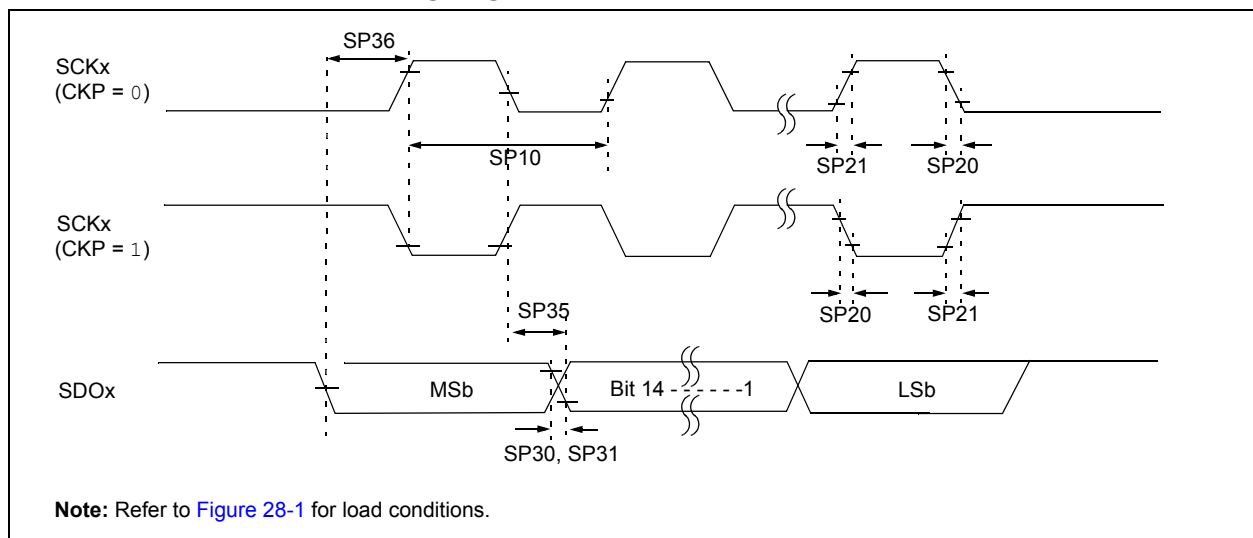 SP36
SCKx
(CKP = 0)
SP10
SP21
SP20
SCKx
(CKP = 1)
SP35
SP20
SP21
SDOx
MSb
Bit 14 - - - - - -1
LSb
SP30, SP31
Note: Refer to Figure 28-1 for load conditions.